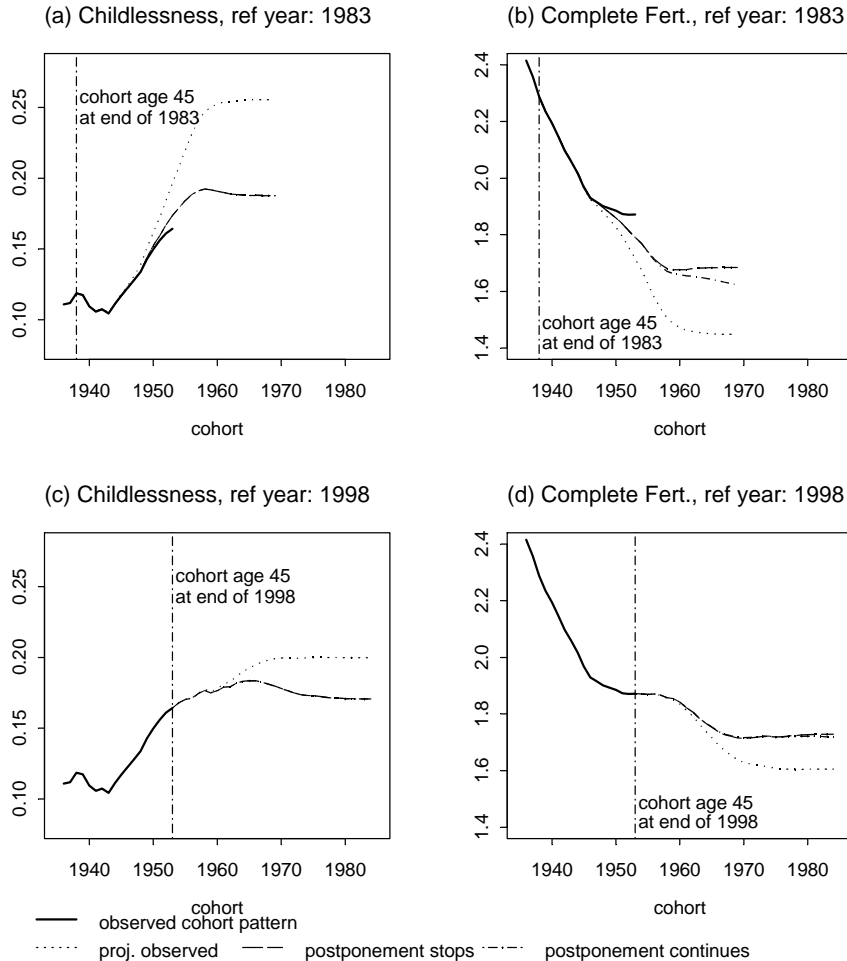 (a) Childlessness, ref year: 1983
0.25
0.20
0.15
0.10
cohort age 45
at end of 1983
1940 1950 1960 1970 1980
cohort
(b) Complete Fert., ref year: 1983
2.4
2.2
2.0
1.8
1.6
1.4
cohort age 45
at end of 1983
1940 1950 1960 1970 1980
cohort
(c) Childlessness, ref year: 1998
0.25
0.20
0.15
0.10
cohort age 45
at end of 1998
1940 1950 1960 1970 1980
cohort
(d) Complete Fert., ref year: 1998
2.4
2.2
2.0
1.8
1.6
1.4
cohort age 45
at end of 1998
1940 1950 1960 1970 1980
cohort
observed cohort pattern
proj. observed postponement stops postponement continues